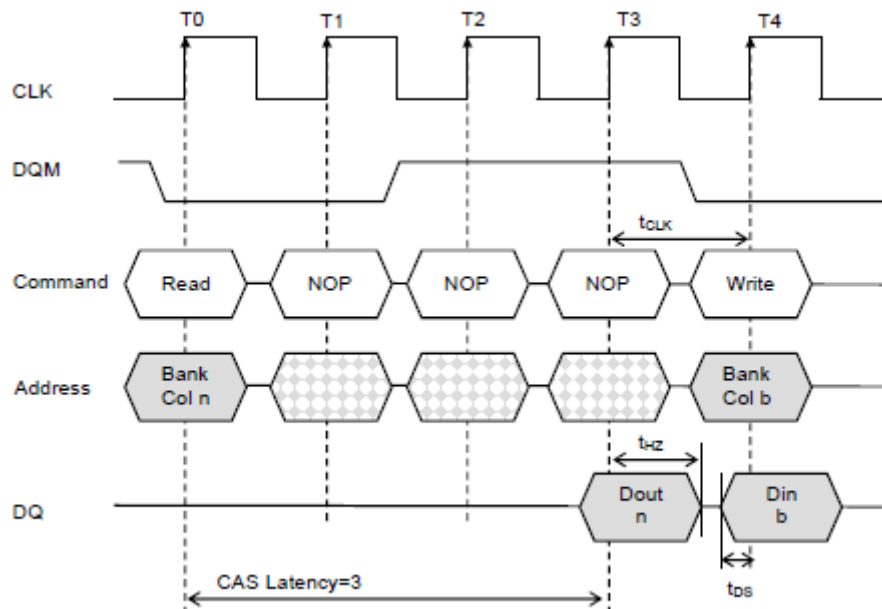 T0 T1 T2 T3 T4
CLK
DQM
tCLK
Command Read NOP NOP NOP Write
Address Bank Col n Bank Col b
tHZ
DQ Dout n Din b
CAS Latency=3
tDS